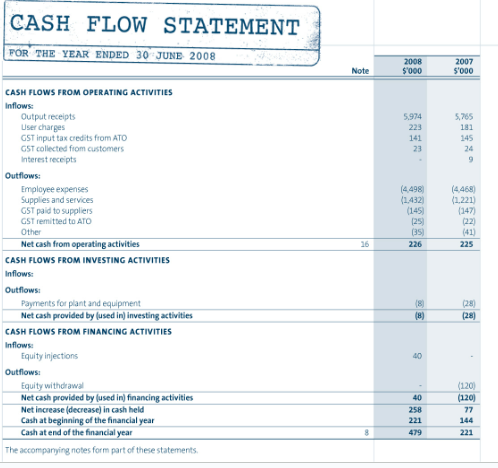 CASH FLOW STATEMENT
FOR THE YEAR ENDED 30 JUNE 2008
Note 2008 $'000 2007 $'000
CASH FLOWS FROM OPERATING ACTIVITIES
Inflows:
Output receipts 5,974 5,765
User charges 223 181
GST input tax credits from ATO 141 145
GST collected from customers 23 24
Interest receipts - 9
Outflows:
Employee expenses (4,498) (4,468)
Supplies and services (1,432) (1,221)
GST paid to suppliers (145) (147)
GST remitted to ATO (25) (22)
Other (35) (41)
Net cash from operating activities 16 226 225
CASH FLOWS FROM INVESTING ACTIVITIES
Inflows:
Outflows:
Payments for plant and equipment (8) (28)
Net cash provided by (used in) investing activities (8) (28)
CASH FLOWS FROM FINANCING ACTIVITIES
Inflows:
Equity injections 40 -
Outflows:
Equity withdrawal - (120)
Net cash provided by (used in) financing activities 40 (120)
Net increase (decrease) in cash held 258 77
Cash at beginning of the financial year 221 144
Cash at end of the financial year 8 479 221
The accompanying notes form part of these statements.